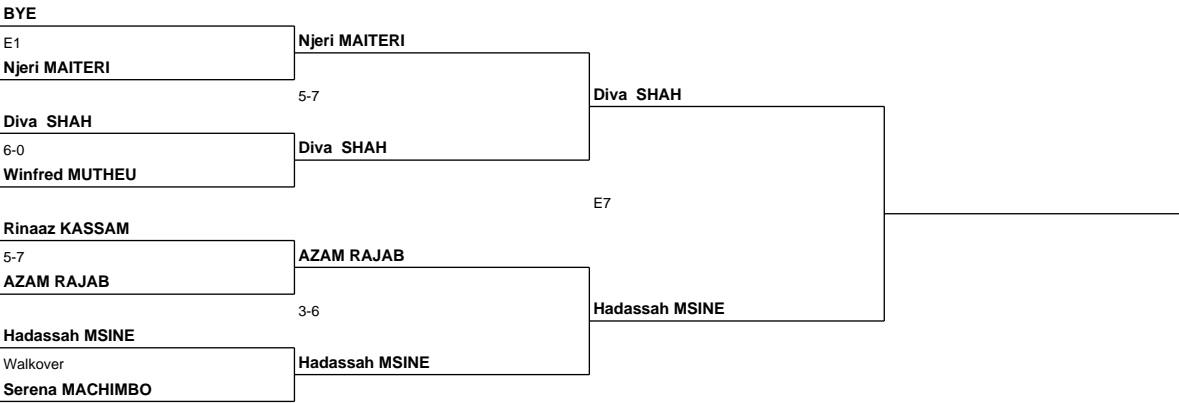 BYE
E1
Njeri MAITERI
Njeri MAITERI
5-7
Diva SHAH
Diva SHAH
6-0
Diva SHAH
Winfred MUTHEU
E7
Rinaaz KASSAM
5-7
AZAM RAJAB
AZAM RAJAB
3-6
Hadassah MSINE
Hadassah MSINE
Walkover
Hadassah MSINE
Serena MACHIMBO